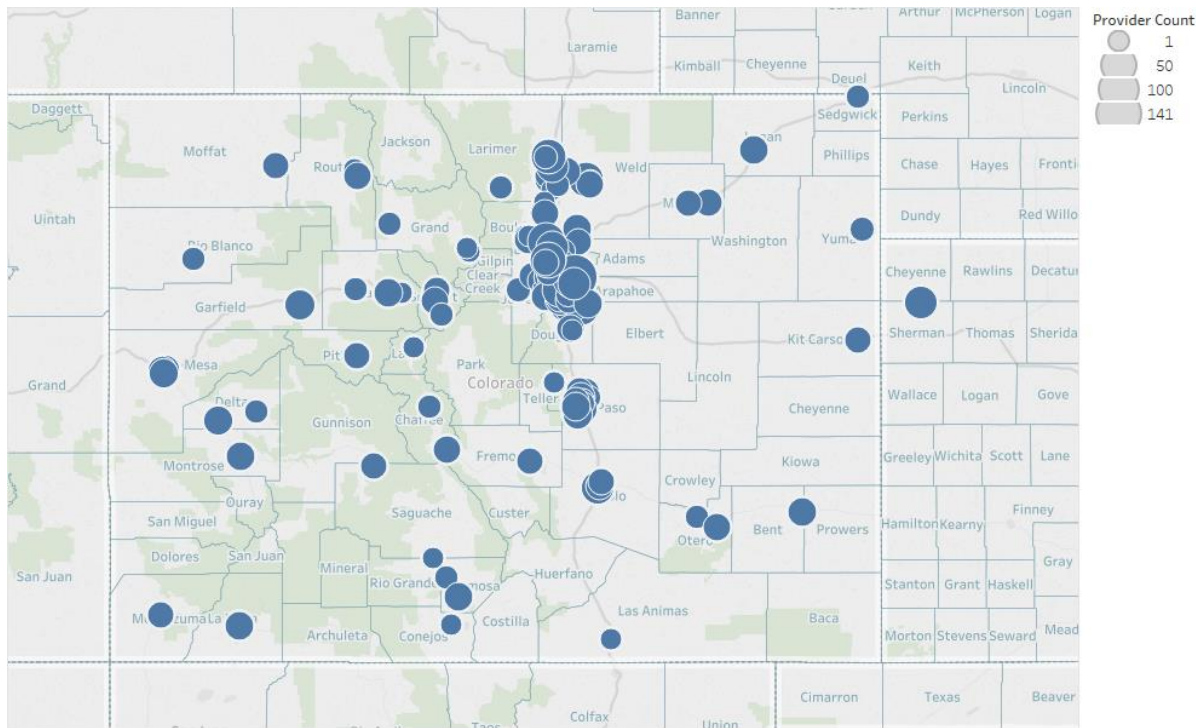 Banner
Arthur
McPherson
Logan
Provider Count
1
50
100
141
Laramie
Kimball
Cheyenne
Deuel
Keith
Lincoln
Daggett
Sedgwick
Perkins
Moffat
Jackson
Larimer
Weld
Phillips
Chase
Hayes
Uintah
Dundy
Grand
Washington
Rio Blanco
Gilpin
Adams
Cheyenne
Rawlins
Clear
Creek
Arapahoe
Garfield
Elbert
Kit Carso
Sherman
Thomas
Mesa
Grand
Park
Colorado
Lincoln
Wallace
Logan
Gove
Delta
Teller
Paso
Gunnison
Chaffee
Cheyenne
Montrose
Fremo
Kiowa
Greeley
Wichita
Scott
Lane
Crowley
Ouray
Saguache
Custer
San Miguel
Bent
Prowers
Hamilton
Kearny
Finney
Otero
Dolores
San Juan
Gray
San Juan
Mineral
Rio Grande
Huerfano
Stanton
Grant
Haskell
Las Animas
Baca
Archuleta
Conejos
Costilla
Morton
Stevens
Seward
Mead
Cimarron
Texas
Beaver
Colfax
Union